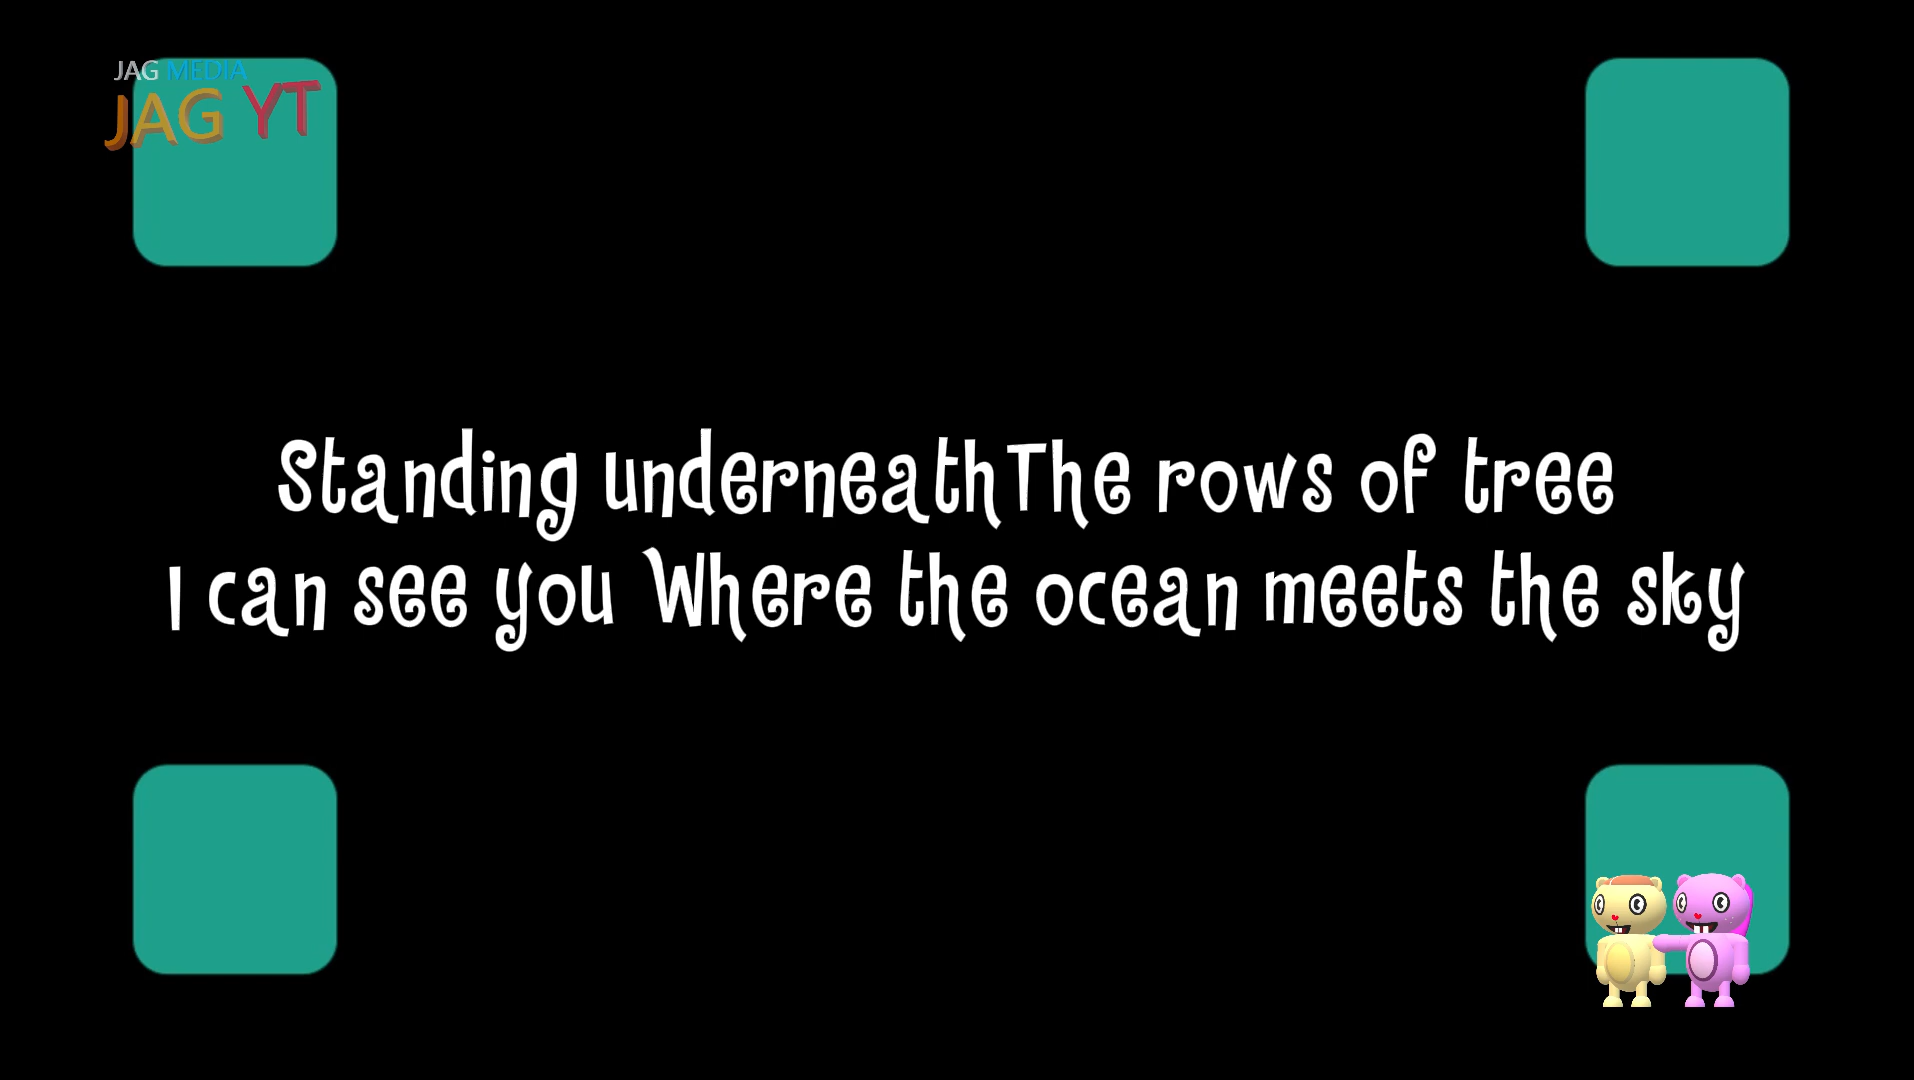 JAG MEDIA
JAG YT
Standing underneathThe rows of tree
I can see you Where the ocean meets the sky